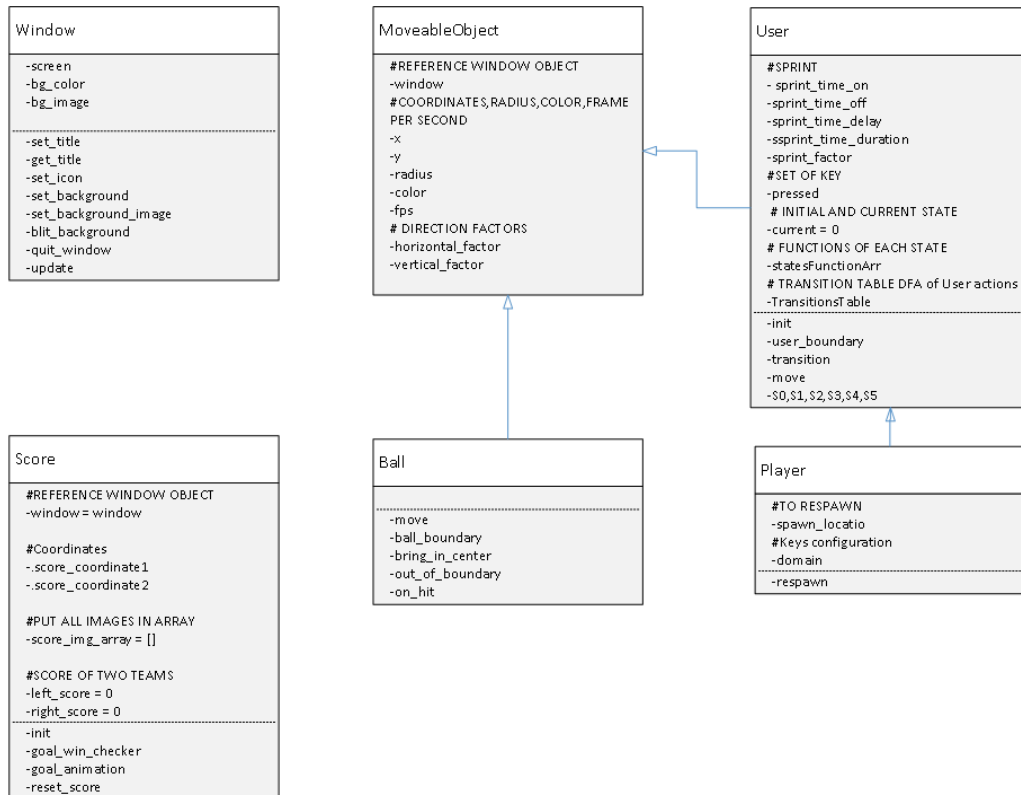 Window
-screen
-bg_color
-bg_image
-set_title
-get_title
-set_icon
-set_background
-set_background_image
-blit_background
-quit_window
-update
MoveableObject
#REFERENCE WINDOW OBJECT
-window
#COORDINATES,RADIUS,COLOR,FRAME
PER SECOND
-x
-y
-radius
-color
-fps
# DIRECTION FACTORS
-horizontal_factor
-vertical_factor
User
#SPRINT
- sprint_time_on
-sprint_time_off
-sprint_time_delay
-ssprint_time_duration
-sprint_factor
#SET OF KEY
-pressed
# INITIAL AND CURRENT STATE
-current = 0
# FUNCTIONS OF EACH STATE
-statesFunctionArr
# TRANSITION TABLE DFA of User actions
-TransitionsTable
-init
-user_boundary
-transition
-move
-S0,S1,S2,S3,S4,S5
Score
#REFERENCE WINDOW OBJECT
-window = window
#Coordinates
-.score_coordinate1
-.score_coordinate2
#PUT ALL IMAGES IN ARRAY
-score_img_array = []
#SCORE OF TWO TEAMS
-left_score = 0
-right_score = 0
-init
-goal_win_checker
-goal_animation
-reset_score
Ball
-move
-ball_boundary
-bring_in_center
-out_of_boundary
-on_hit
Player
#TO RESPAWN
-spawn_locatio
#Keys configuration
-domain
-respawn